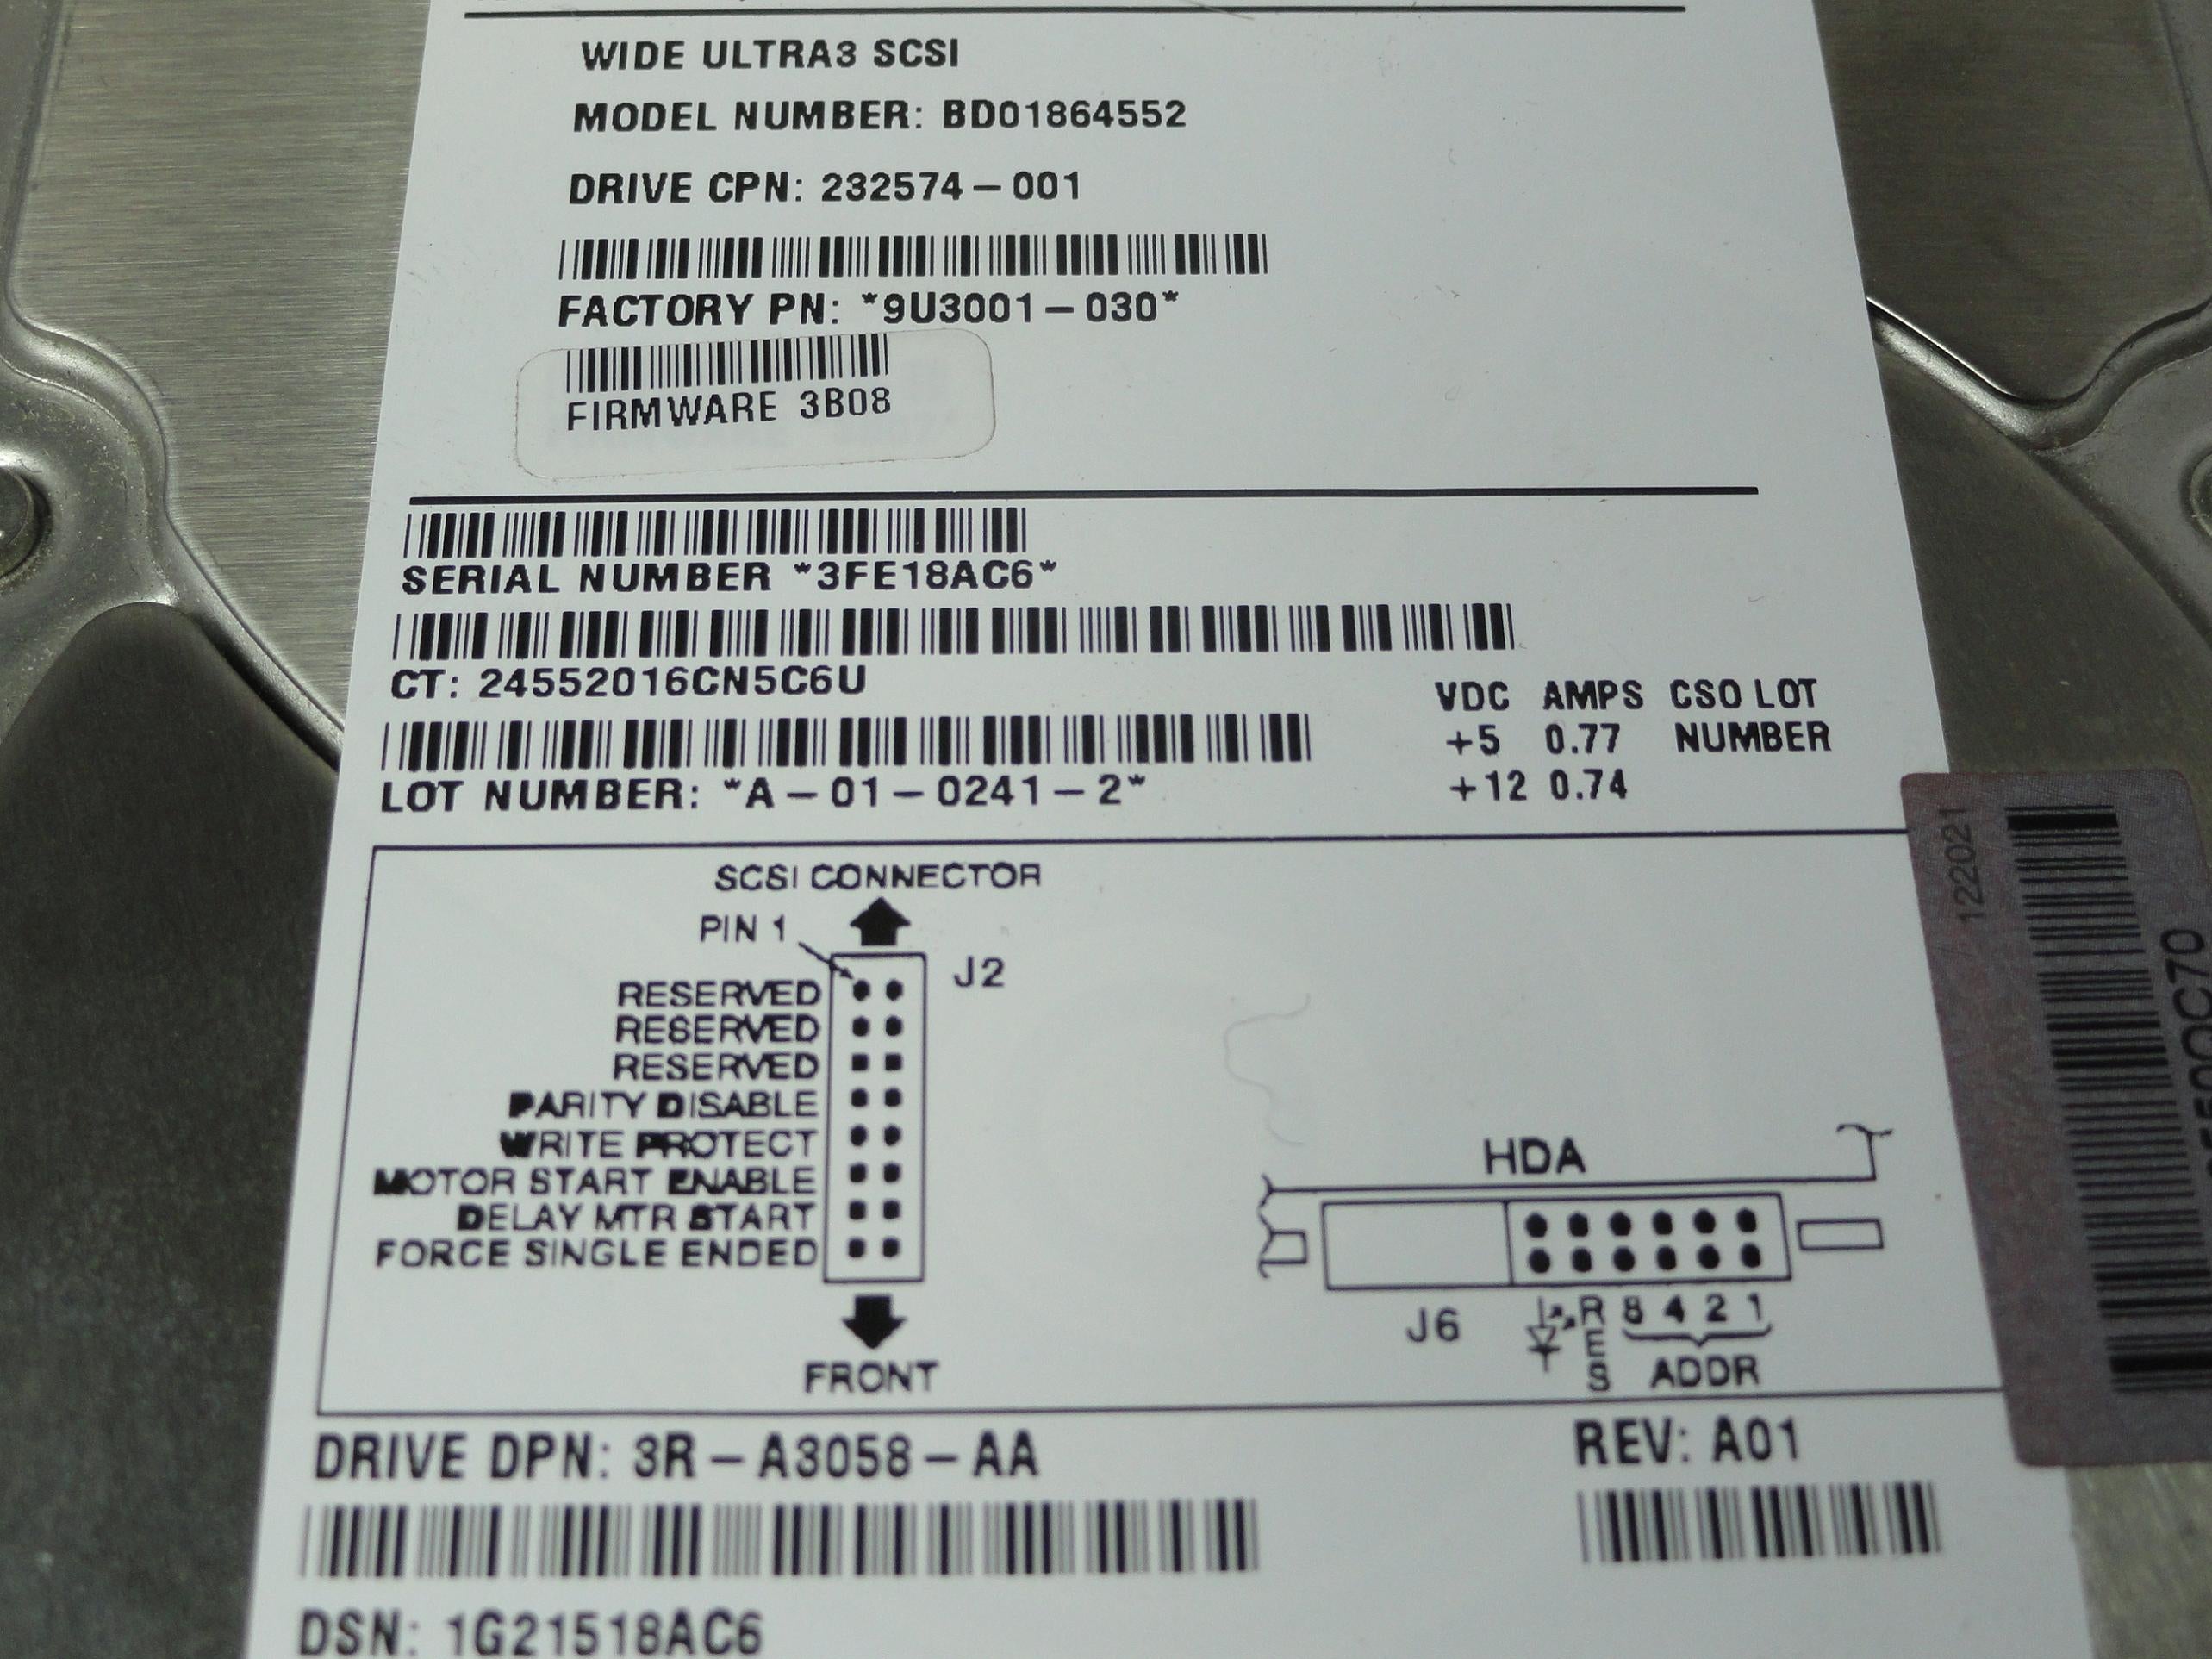 WIDE ULTRA3 SCSI
MODEL NUMBER: BD01864552
DRIVE CPN: 232574-001
FACTORY PN: *9U3001-030*
FIRMWARE 3B08
SERIAL NUMBER *3FE18AC6*
CT: 24552016CN5C6U
LOT NUMBER: *A-01-0241-2*
VDC AMPS CSO LOT
+5 0.77 NUMBER
+12 0.74
SCSI CONNECTOR
PIN 1
J2
RESERVED
RESERVED
RESERVED
PARITY DISABLE
WRITE PROTECT
MOTOR START ENABLE
DELAY MTR START
FORCE SINGLE ENDED
FRONT
HDA
J6
RES
8 4 2 1
ADDR
122021
DRIVE DPN: 3R-A3058-AA
REV: A01
DSN: 1G21518AC6